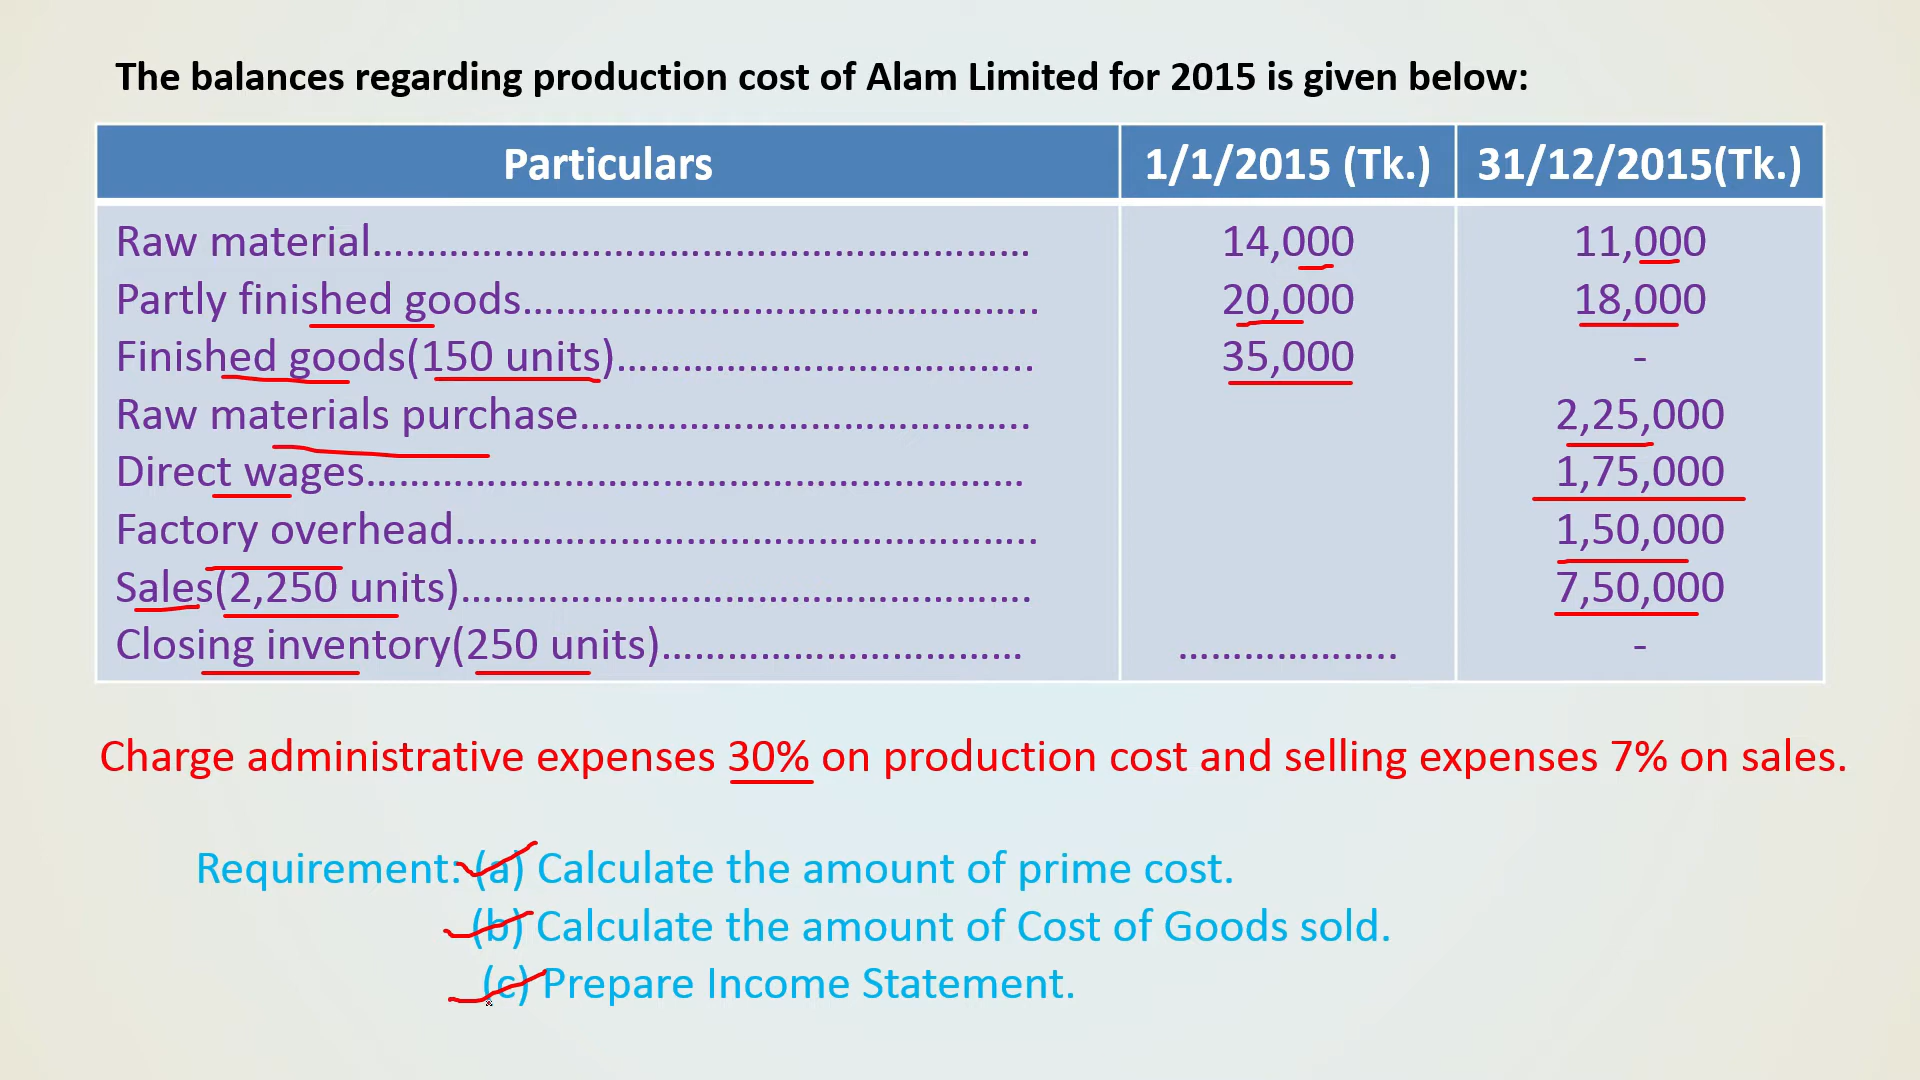 The balances regarding production cost of Alam Limited for 2015 is given below:
Particulars 1/1/2015 (Tk.) 31/12/2015(Tk.)
Raw material.......................................................... 14,000 11,000
Partly finished goods.............................................. 20,000 18,000
Finished goods(150 units)..................................... 35,000 -
Raw materials purchase........................................ 2,25,000
Direct wages.......................................................... 1,75,000
Factory overhead.................................................... 1,50,000
Sales(2,250 units).................................................. 7,50,000
Closing inventory(250 units)................................ .................... -
Charge administrative expenses 30% on production cost and selling expenses 7% on sales.
Requirement: (a) Calculate the amount of prime cost.
(b) Calculate the amount of Cost of Goods sold.
(c) Prepare Income Statement.